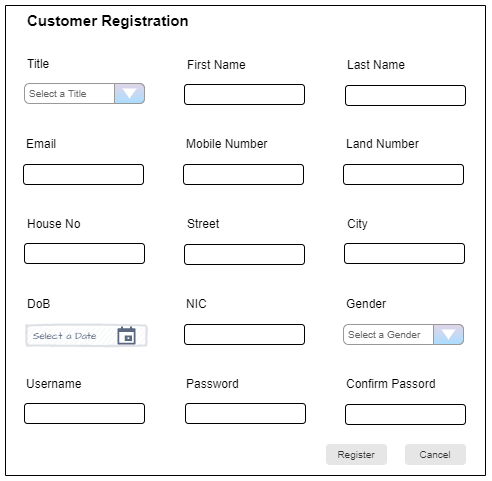 Customer Registration
Title
First Name
Last Name
Select a Title
Email
Mobile Number
Land Number
House No
Street
City
DoB
NIC
Gender
Select a Date
Select a Gender
Username
Password
Confirm Passord
Register
Cancel